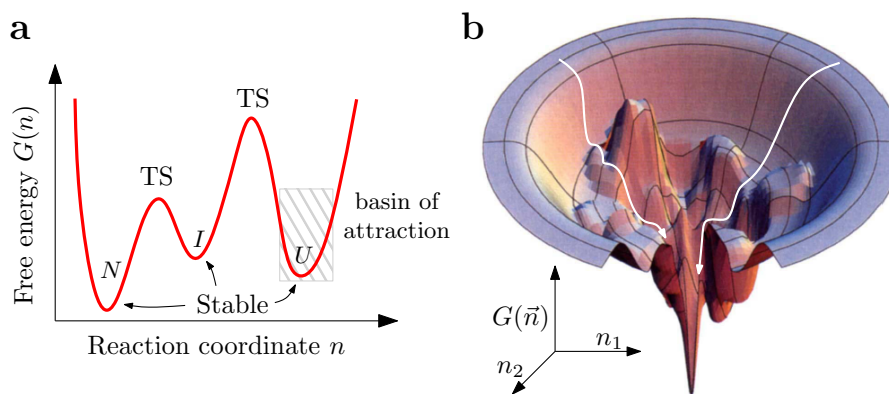 a
Free energy G(n)
TS
TS
N
I
U
basin of
attraction
Stable
Reaction coordinate n
b
G(n⃗)
n₁
n₂